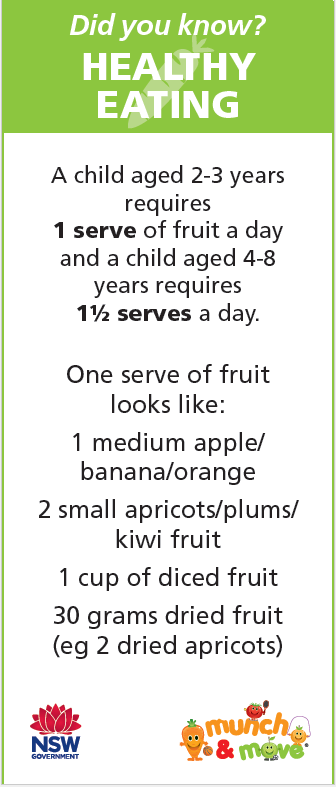 Did you know?
HEALTHY
EATING
A child aged 2-3 years
requires
1 serve of fruit a day
and a child aged 4-8
years requires
1½ serves a day.
One serve of fruit
looks like:
1 medium apple/
banana/orange
2 small apricots/plums/
kiwi fruit
1 cup of diced fruit
30 grams dried fruit
(eg 2 dried apricots)
NSW
GOVERNMENT
munch
& move